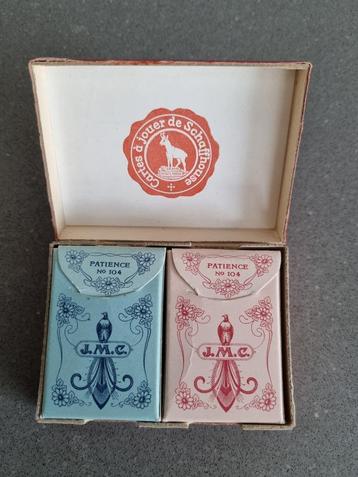 Cartes à jouer de Schaffhouse
PATIENCE
No 104
J.M.C.
PATIENCE
No 104
J.M.C.